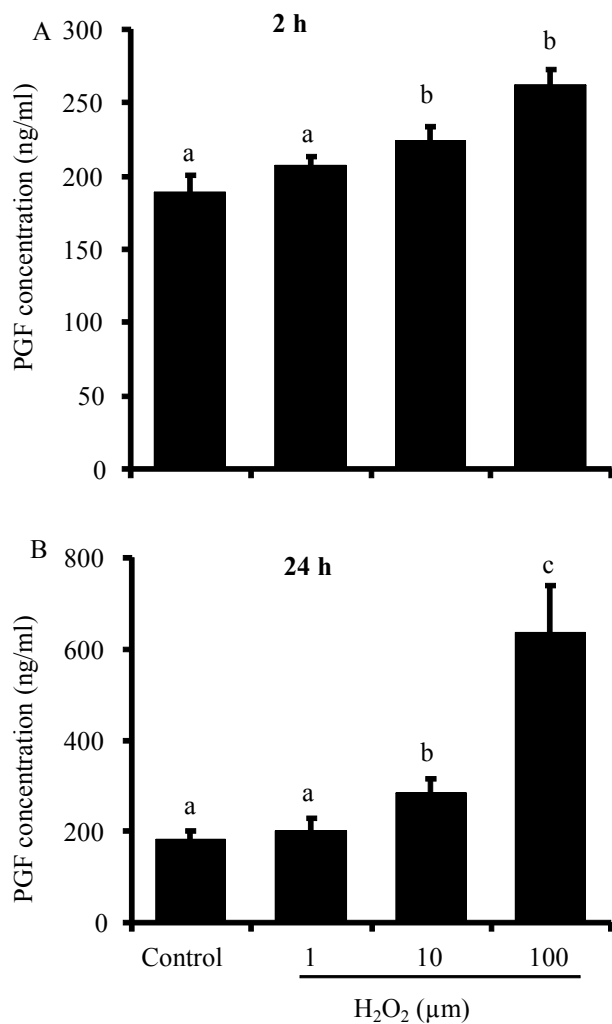 A
2 h
PGF concentration (ng/ml)
300
250
200
150
100
50
0
a
a
b
b
B
24 h
PGF concentration (ng/ml)
800
600
400
200
0
a
a
b
c
Control 1 10 100
H₂O₂ (µm)